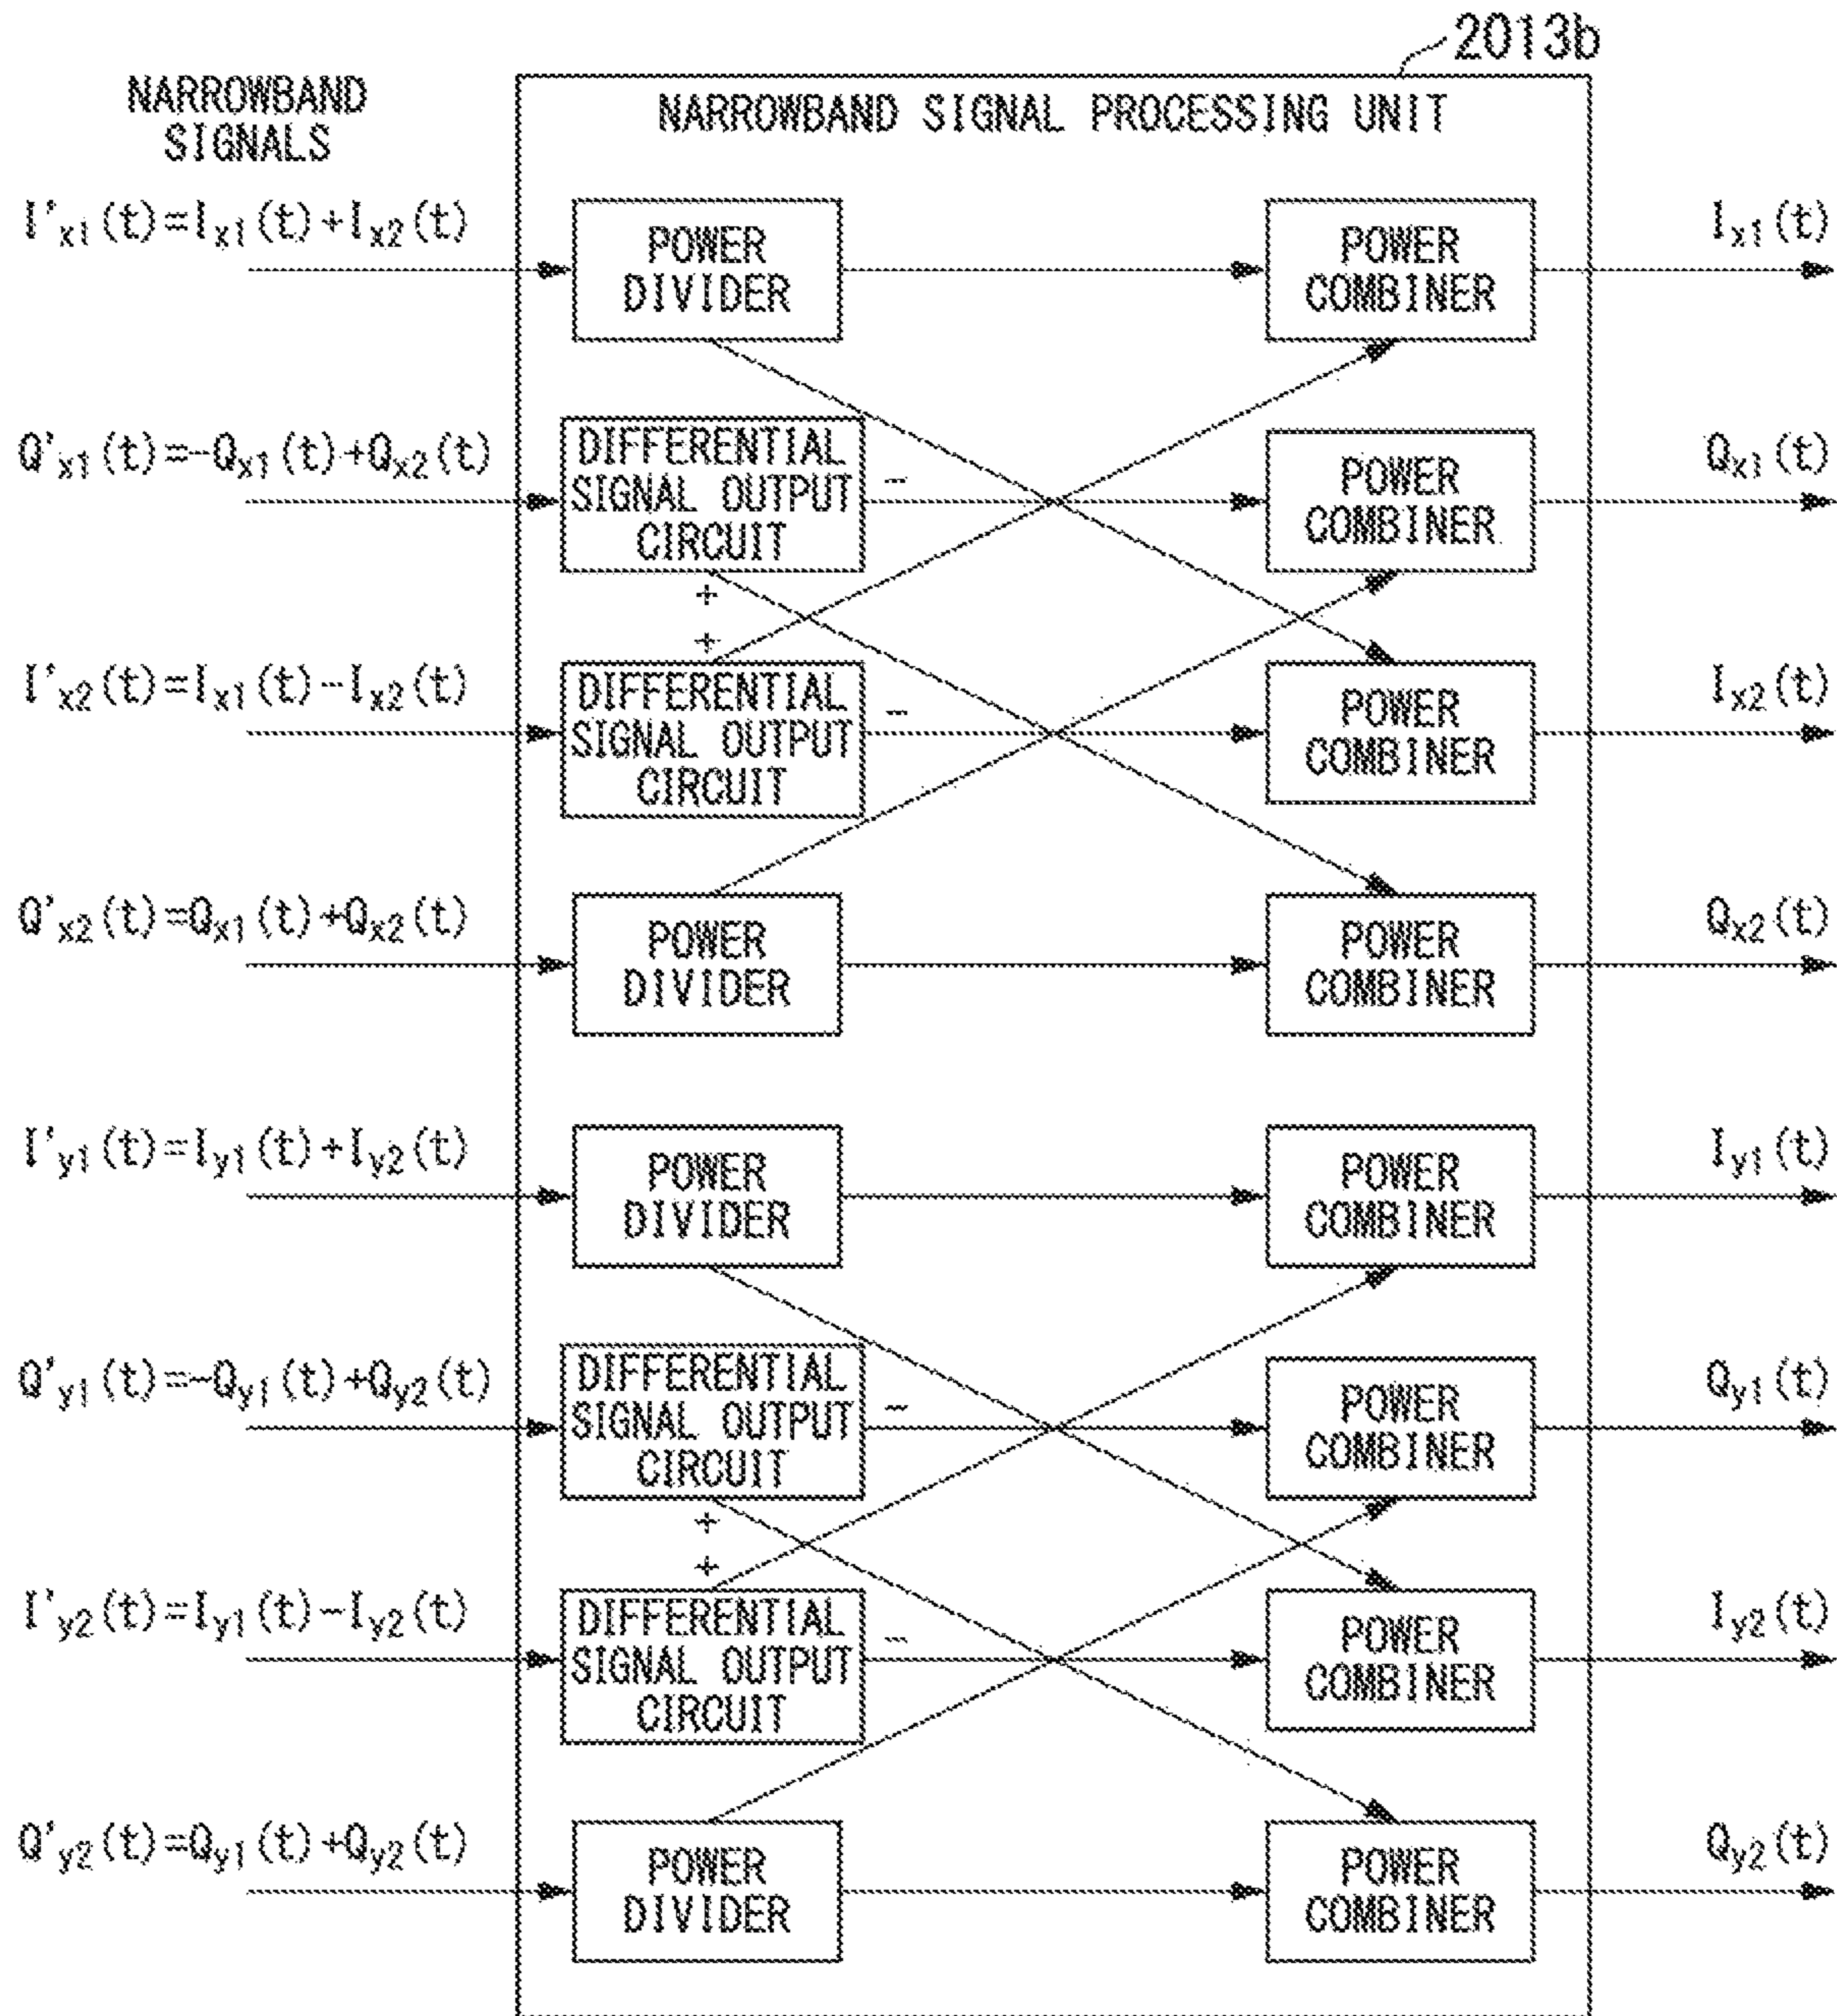 2013b
NARROWBAND
SIGNALS
NARROWBAND SIGNAL PROCESSING UNIT
I'x1(t)=Ix1(t)+Ix2(t)
POWER
DIVIDER
POWER
COMBINER
Ix1(t)
Q'x1(t)=-Qx1(t)+Qx2(t)
DIFFERENTIAL
SIGNAL OUTPUT
CIRCUIT
-
+
POWER
COMBINER
Qx1(t)
I'x2(t)=Ix1(t)-Ix2(t)
+
DIFFERENTIAL
SIGNAL OUTPUT
CIRCUIT
-
POWER
COMBINER
Ix2(t)
Q'x2(t)=Qx1(t)+Qx2(t)
POWER
DIVIDER
POWER
COMBINER
Qx2(t)
I'y1(t)=Iy1(t)+Iy2(t)
POWER
DIVIDER
POWER
COMBINER
Iy1(t)
Q'y1(t)=-Qy1(t)+Qy2(t)
DIFFERENTIAL
SIGNAL OUTPUT
CIRCUIT
-
+
POWER
COMBINER
Qy1(t)
I'y2(t)=Iy1(t)-Iy2(t)
+
DIFFERENTIAL
SIGNAL OUTPUT
CIRCUIT
-
POWER
COMBINER
Iy2(t)
Q'y2(t)=Qy1(t)+Qy2(t)
POWER
DIVIDER
POWER
COMBINER
Qy2(t)